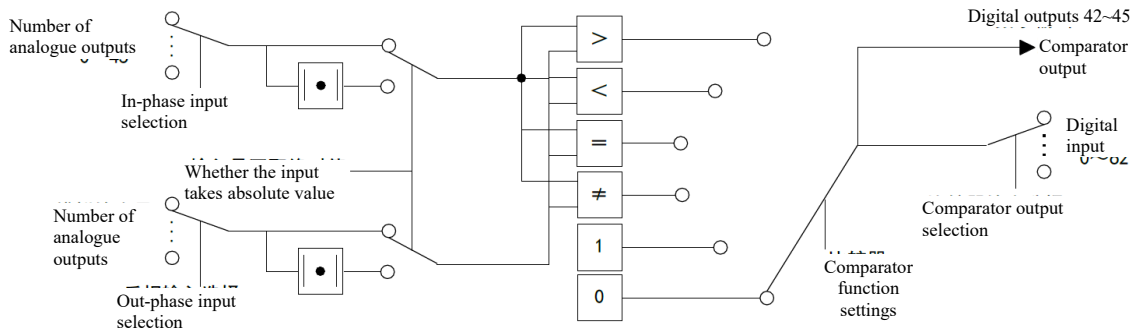 Number of
analogue outputs
In-phase input
selection
Whether the input
takes absolute value
Number of
analogue
outputs
Out-phase input
selection
>
<
=
≠
1
0
Digital outputs 42~45
Comparator
output
Digital
input
Comparator output
selection
Comparator
function
settings